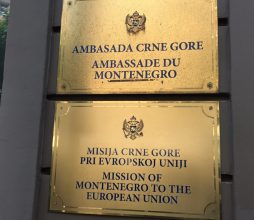 AMBASADA CRNE GORE
AMBASSADE DU
MONTENEGRO
MISIJA CRNE GORE
PRI EVROPSKOJ UNIJI
MISSION OF
MONTENEGRO TO THE
EUROPEAN UNION